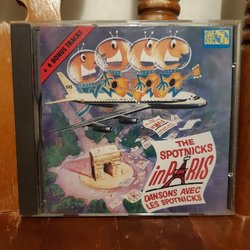 + 6 BONUS TRACKS
THE
SPOTNICKS
in PARIS
DANSONS AVEC
LES SPOTNICKS